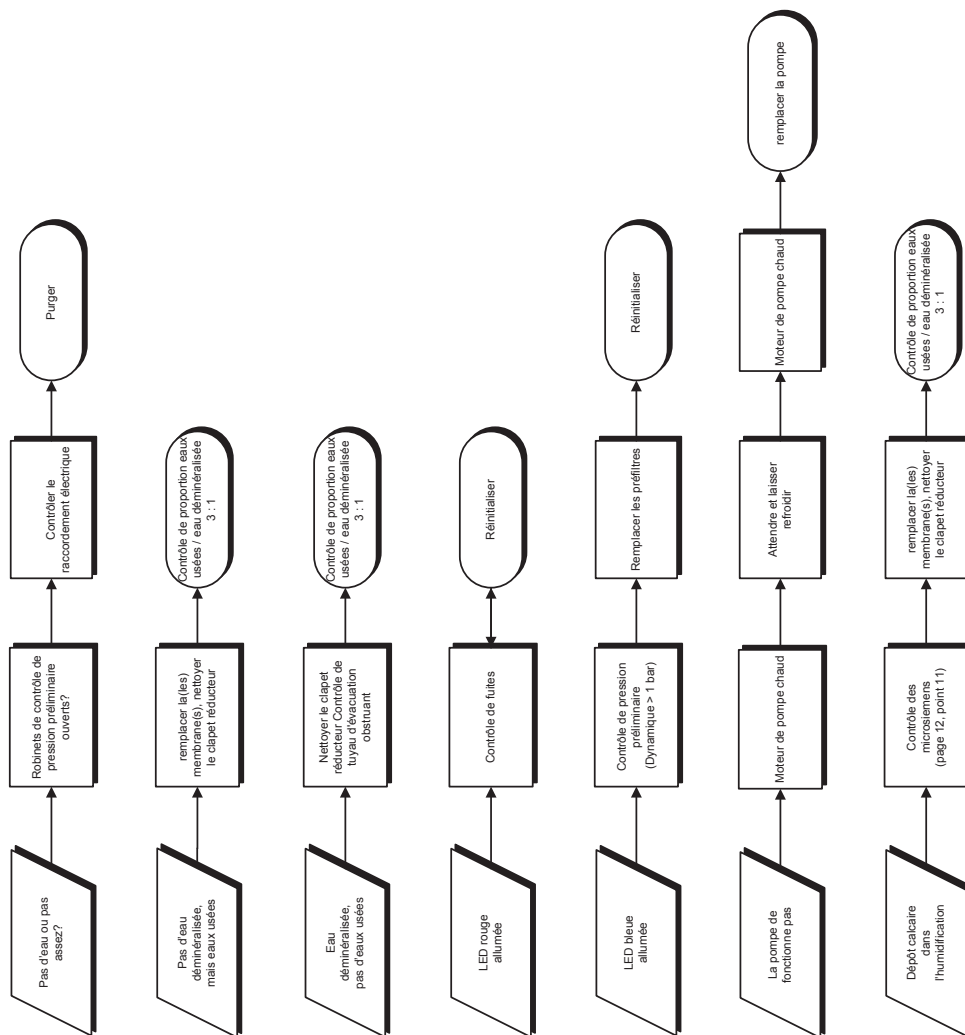 Pas d'eau ou pas
assez?
Robinets de contrôle de
pression préliminaire
ouverts?
Contrôler le
raccordement électrique
Purger
Pas d'eau
déminéralisée,
mais eaux usées
remplacer la(les)
membrane(s), nettoyer
le clapet réducteur
Contrôle de proportion eaux
usées / eau déminéralisée
3 : 1
Eau
déminéralisée,
pas d'eaux usées
Nettoyer le clapet
réducteur Contrôle de
tuyau d'évacuation
obstruant
Contrôle de proportion eaux
usées / eau déminéralisée
3 : 1
LED rouge
allumée
Contrôle de fuites
Réinitialiser
LED bleue
allumée
Contrôle de pression
préliminaire
(Dynamique > 1 bar)
Remplacer les préfiltres
Réinitialiser
La pompe de
fonctionne pas
Moteur de pompe chaud
Attendre et laisser
refroidir
Moteur de pompe chaud
remplacer la pompe
Dépôt calcaire
dans
l'humidification
Contrôle des
microsiemens
(page 12, point 11)
remplacer la(les)
membrane(s), nettoyer
le clapet réducteur
Contrôle de proportion eaux
usées / eau déminéralisée
3 : 1